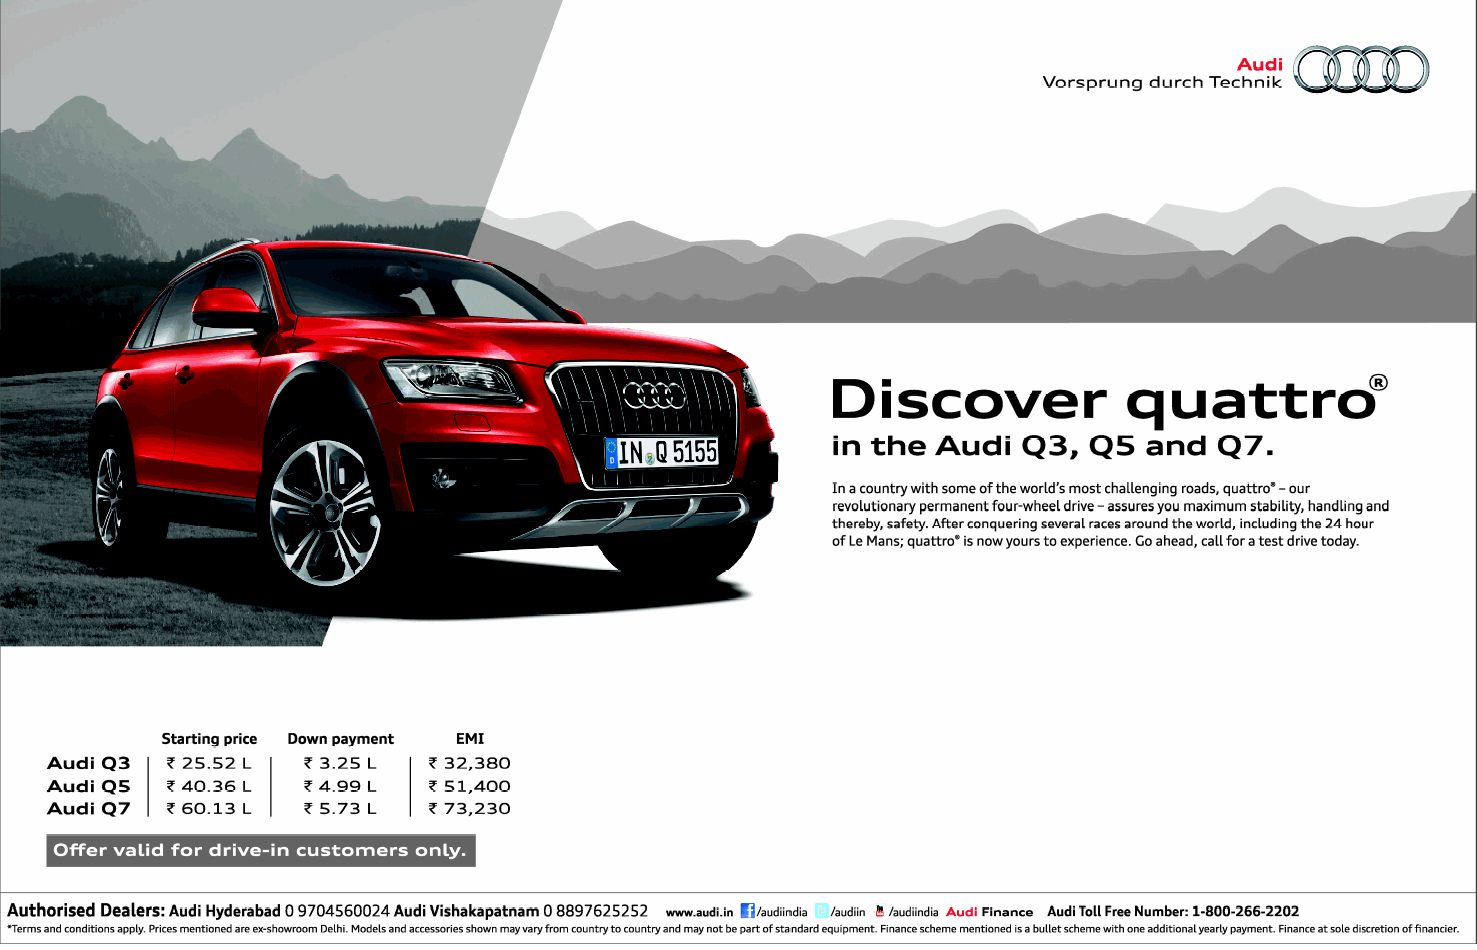 Audi
Vorsprung durch Technik
Discover quattro®
in the Audi Q3, Q5 and Q7.
IN Q 5155
In a country with some of the world's most challenging roads, quattro® – our
revolutionary permanent four-wheel drive – assures you maximum stability, handling and
thereby, safety. After conquering several races around the world, including the 24 hour
of Le Mans; quattro® is now yours to experience. Go ahead, call for a test drive today.
Starting price Down payment EMI
Audi Q3 ₹ 25.52 L ₹ 3.25 L ₹ 32,380
Audi Q5 ₹ 40.36 L ₹ 4.99 L ₹ 51,400
Audi Q7 ₹ 60.13 L ₹ 5.73 L ₹ 73,230
Offer valid for drive-in customers only.
Authorised Dealers: Audi Hyderabad 0 9704560024 Audi Vishakapatnam 0 8897625252 www.audi.in /audiindia /audiin /audiindia Audi Finance Audi Toll Free Number: 1-800-266-2202
*Terms and conditions apply. Prices mentioned are ex-showroom Delhi. Models and accessories shown may vary from country to country and may not be part of standard equipment. Finance scheme mentioned is a bullet scheme with one additional yearly payment. Finance at sole discretion of financier.